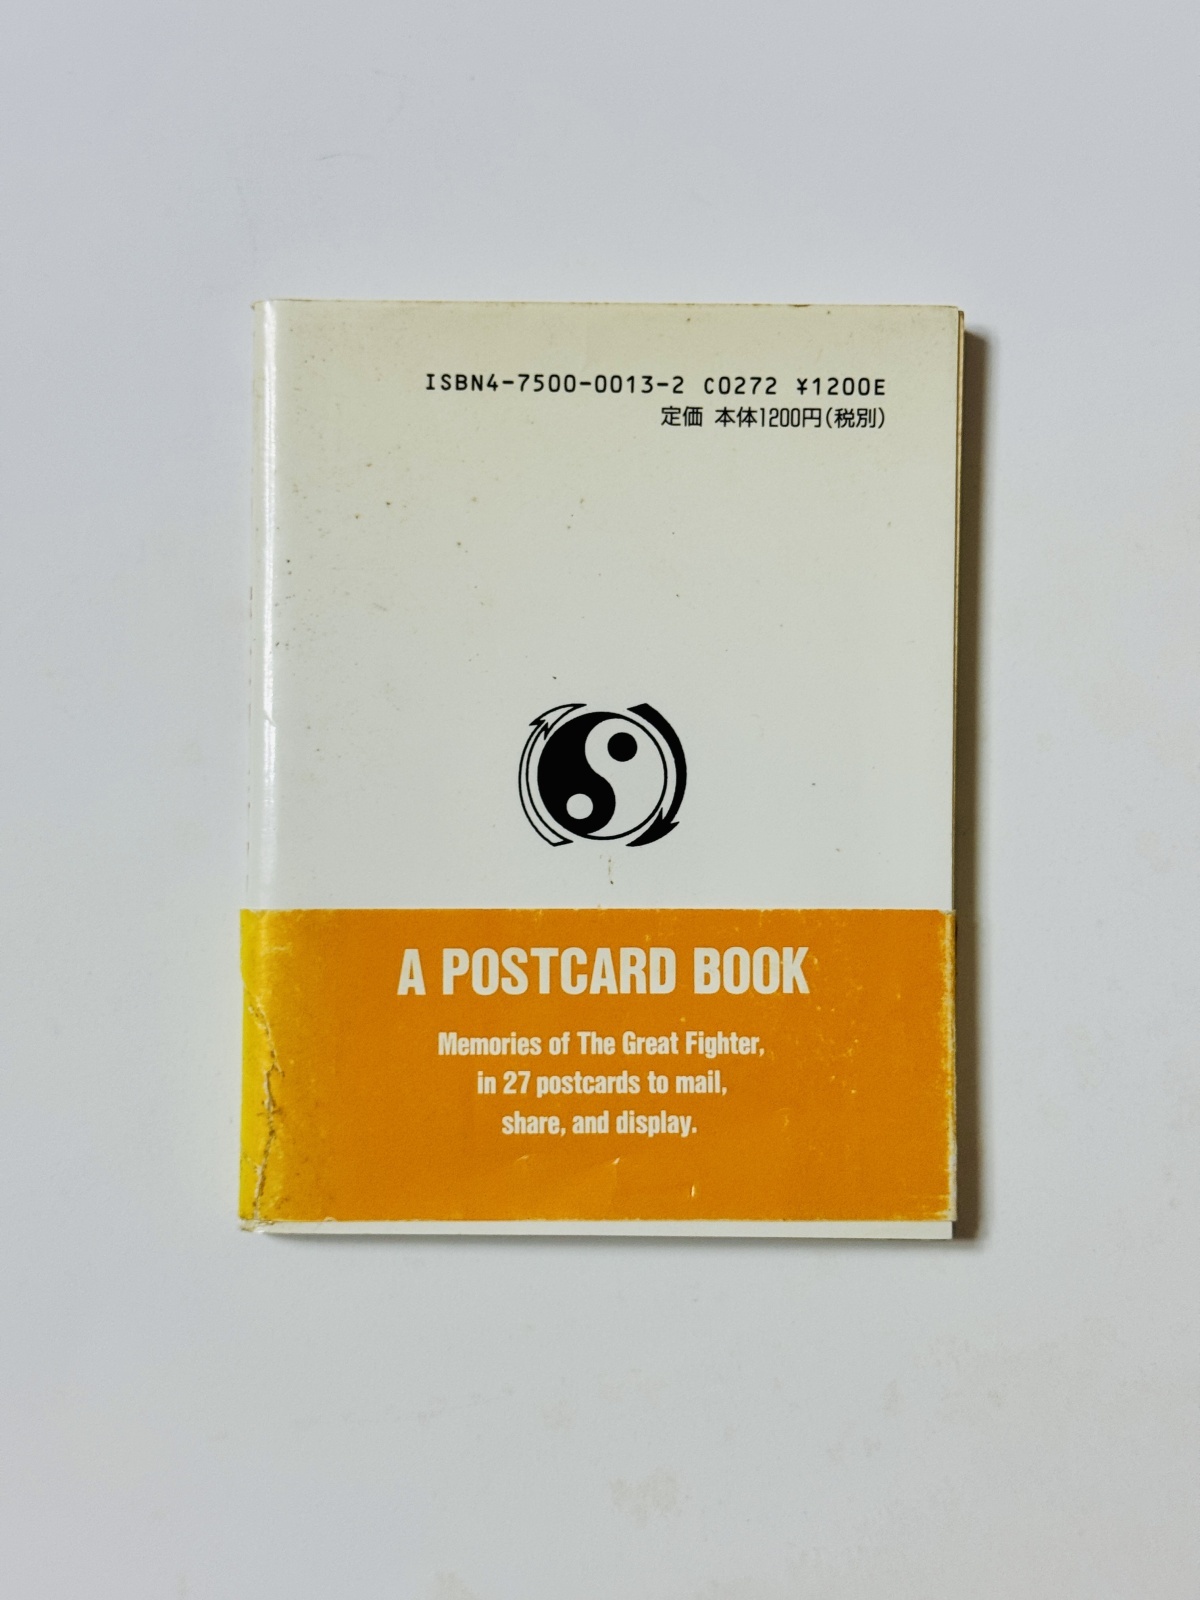 ISBN4-7500-0013-2 C0272 ¥1200E
定価 本体1200円(税別)
A POSTCARD BOOK
Memories of The Great Fighter,
in 27 postcards to mail,
share, and display.